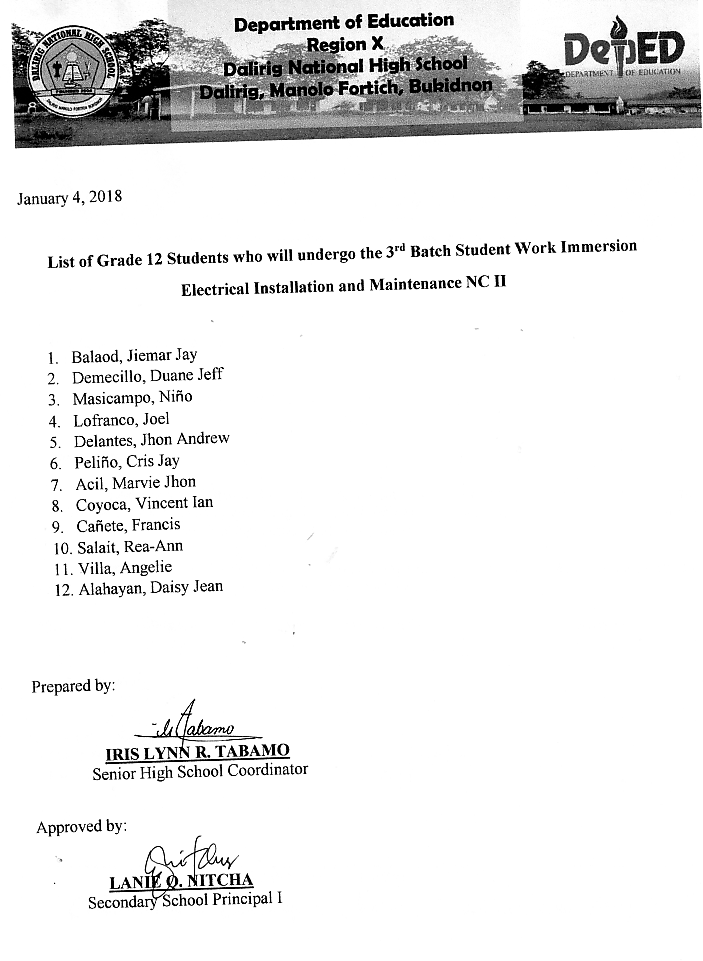 Department of Education
Region X
Dalirig National High School
Dalirig, Manolo Fortich, Bukidnon
DALIRIG NATIONAL HIGH SCHOOL
DepED
DEPARTMENT OF EDUCATION
January 4, 2018
List of Grade 12 Students who will undergo the 3rd Batch Student Work Immersion
Electrical Installation and Maintenance NC II
1. Balaod, Jiemar Jay
2. Demecillo, Duane Jeff
3. Masicampo, Niño
4. Lofranco, Joel
5. Delantes, Jhon Andrew
6. Peliño, Cris Jay
7. Acil, Marvie Jhon
8. Coyoca, Vincent Ian
9. Cañete, Francis
10. Salait, Rea-Ann
11. Villa, Angelie
12. Alahayan, Daisy Jean
Prepared by:
IRIS LYNN R. TABAMO
Senior High School Coordinator
Approved by:
LANIE O. NITCHA
Secondary School Principal I